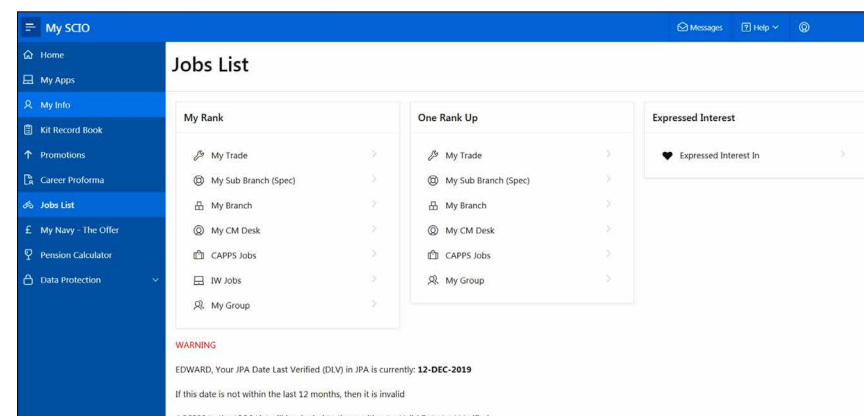 My SCIO
Messages
Help
Home
My Apps
My Info
Kit Record Book
Promotions
Career Proforma
Jobs List
My Navy - The Offer
Pension Calculator
Data Protection
Jobs List
My Rank
My Trade
My Sub Branch (Spec)
My Branch
My CM Desk
CAPPS Jobs
IW Jobs
My Group
One Rank Up
My Trade
My Sub Branch (Spec)
My Branch
My CM Desk
CAPPS Jobs
My Group
Expressed Interest
Expressed Interest In
WARNING
EDWARD, Your JPA Date Last Verified (DLV) in JPA is currently: 12-DEC-2019
If this date is not within the last 12 months, then it is invalid